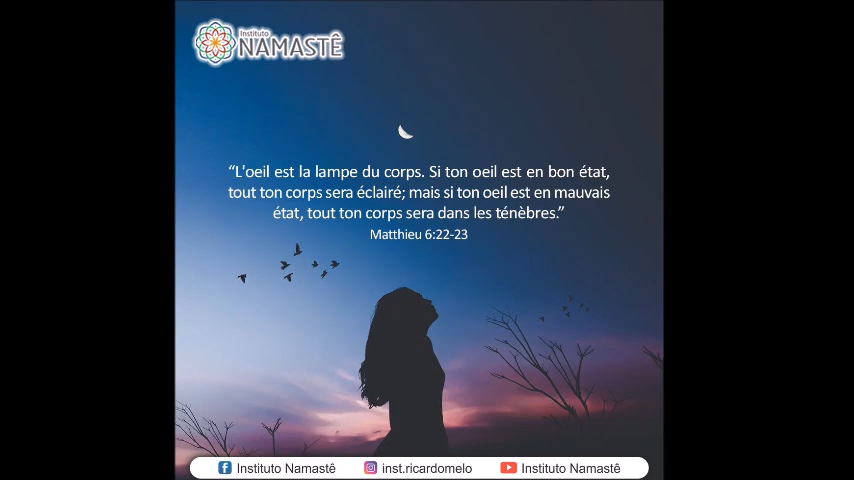 Instituto
NAMASTÊ
“L'oeil est la lampe du corps. Si ton oeil est en bon état,
tout ton corps sera éclairé; mais si ton oeil est en mauvais
état, tout ton corps sera dans les ténèbres.”
Matthieu 6:22-23
Instituto Namastê inst.ricardomelo Instituto Namastê